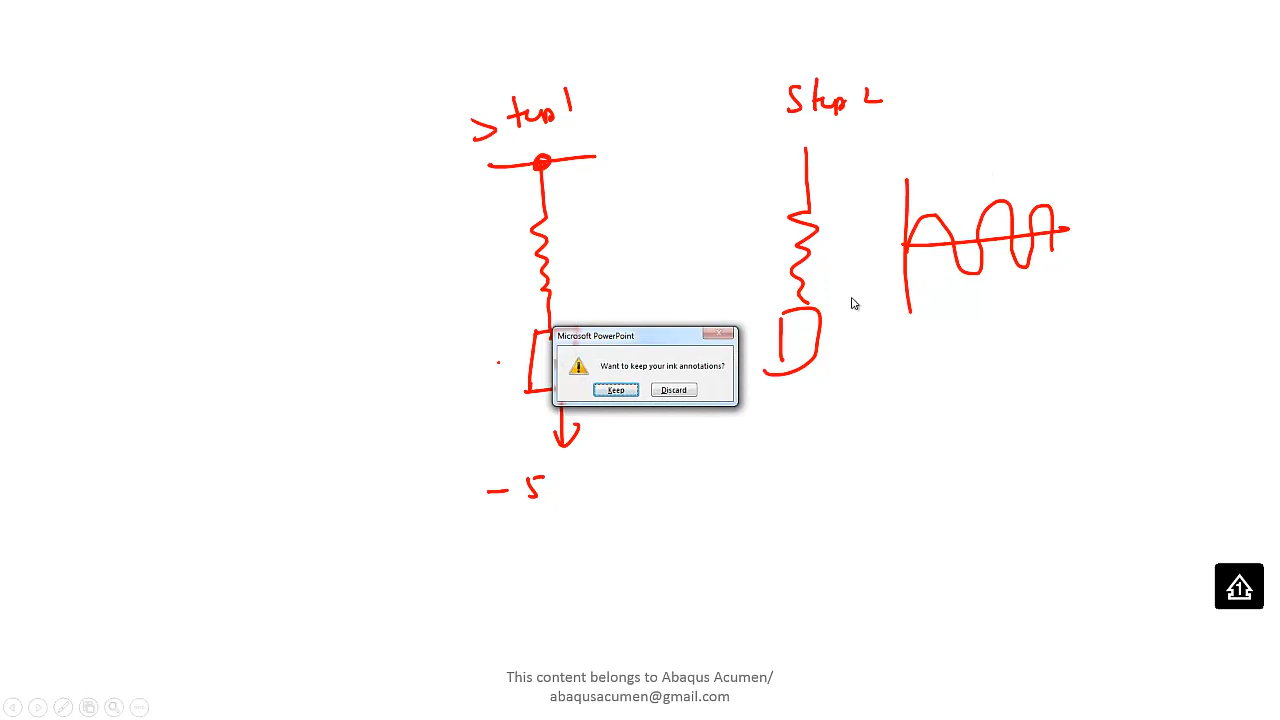 Step 1
Step 2
Microsoft PowerPoint
Want to keep your ink annotations?
Keep
Discard
- 5
1
This content belongs to Abaqus Acumen/
abaqusacumen@gmail.com